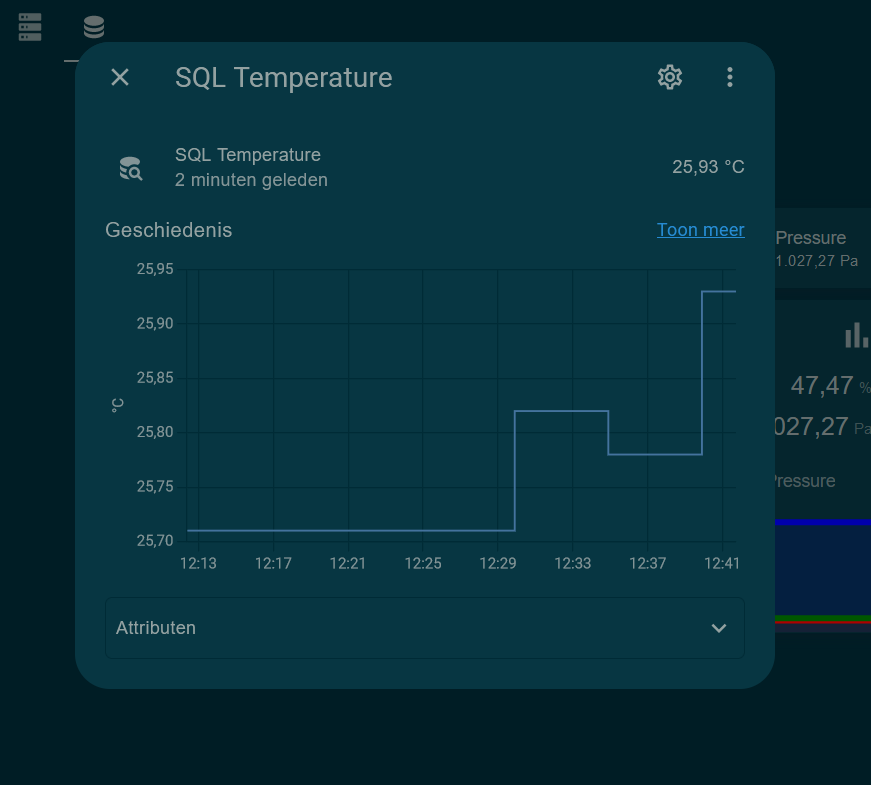 SQL Temperature
SQL Temperature
2 minuten geleden
25,93 °C
Geschiedenis
Toon meer
25,95
25,90
25,85
25,80
25,75
25,70
°C
12:13 12:17 12:21 12:25 12:29 12:33 12:37 12:41
Attributen
Pressure
1.027,27 Pa
47,47 %
027,27 Pa
Pressure